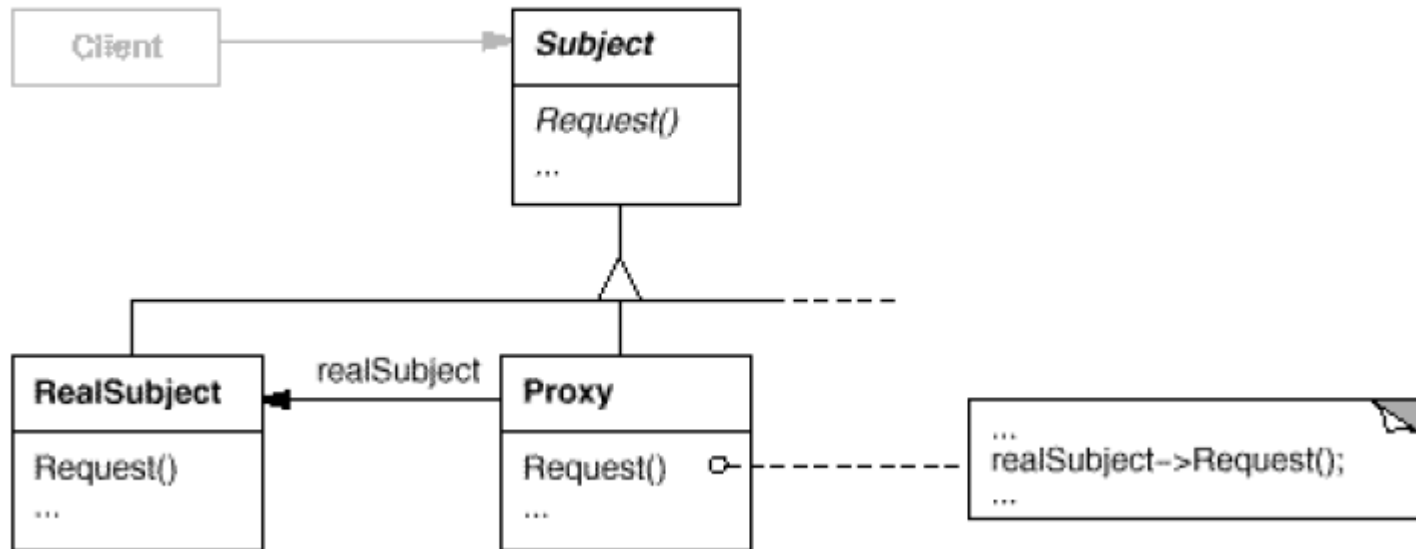 Client
Subject
Request()
...
realSubject
RealSubject
Request()
...
Proxy
Request()
...
...
realSubject->Request();
...